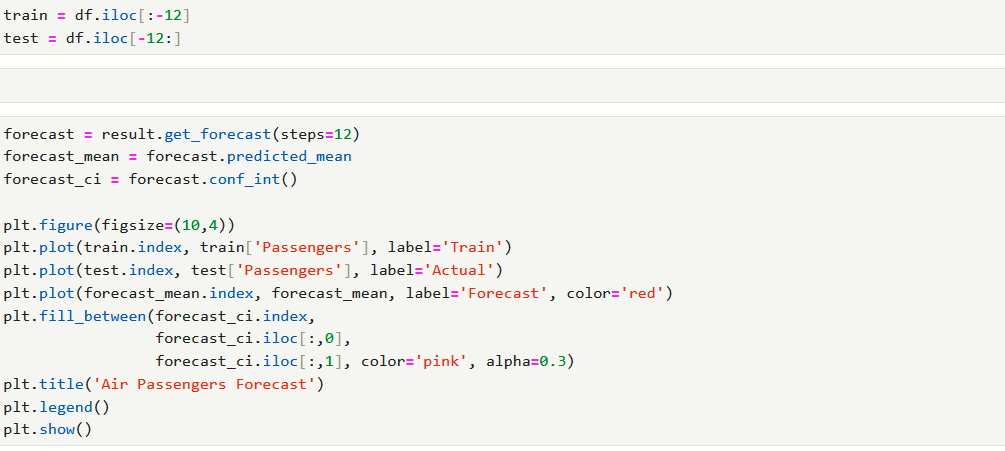 train = df.iloc[:-12]
test = df.iloc[-12:]
forecast = result.get_forecast(steps=12)
forecast_mean = forecast.predicted_mean
forecast_ci = forecast.conf_int()
plt.figure(figsize=(10,4))
plt.plot(train.index, train['Passengers'], label='Train')
plt.plot(test.index, test['Passengers'], label='Actual')
plt.plot(forecast_mean.index, forecast_mean, label='Forecast', color='red')
plt.fill_between(forecast_ci.index,
                 forecast_ci.iloc[:,0],
                 forecast_ci.iloc[:,1], color='pink', alpha=0.3)
plt.title('Air Passengers Forecast')
plt.legend()
plt.show()